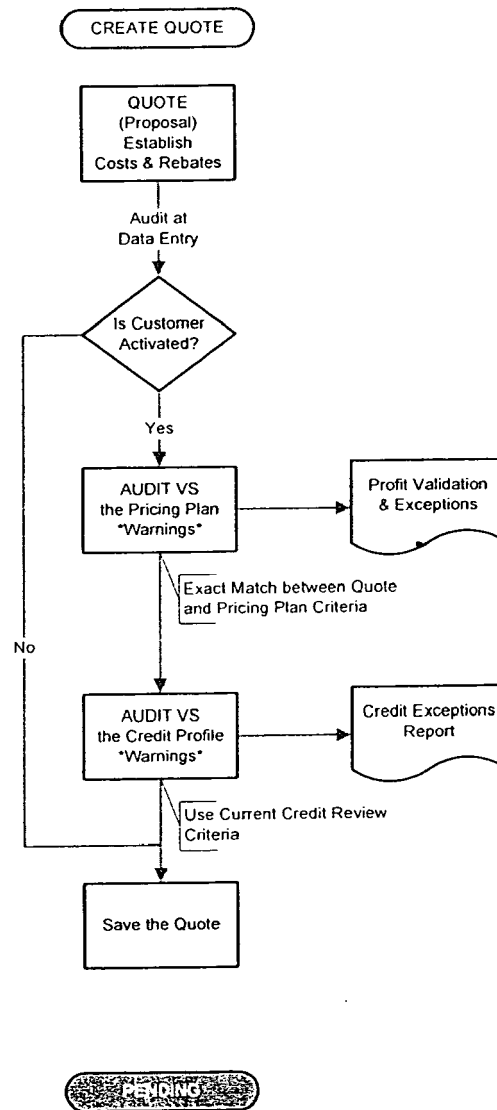 CREATE QUOTE
QUOTE
(Proposal)
Establish
Costs & Rebates
Audit at
Data Entry
Is Customer
Activated?
Yes
AUDIT VS
the Pricing Plan
*Warnings*
Profit Validation
& Exceptions
Exact Match between Quote
and Pricing Plan Criteria
No
AUDIT VS
the Credit Profile
*Warnings*
Credit Exceptions
Report
Use Current Credit Review
Criteria
Save the Quote
PENDING